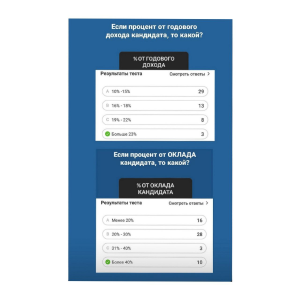 Если процент от годового
дохода кандидата, то какой?
% ОТ ГОДОВОГО
ДОХОДА
Результаты теста Смотреть ответы >
A 10% -15% 29
B 16% - 18% 13
C 19% - 22% 8
Больше 22% 3
Если процент от ОКЛАДА
кандидата, то какой?
% ОТ ОКЛАДА
КАНДИДАТА
Результаты теста Смотреть ответы >
A Менее 20% 16
B 20% - 30% 28
C 31% - 40% 3
Более 40% 10